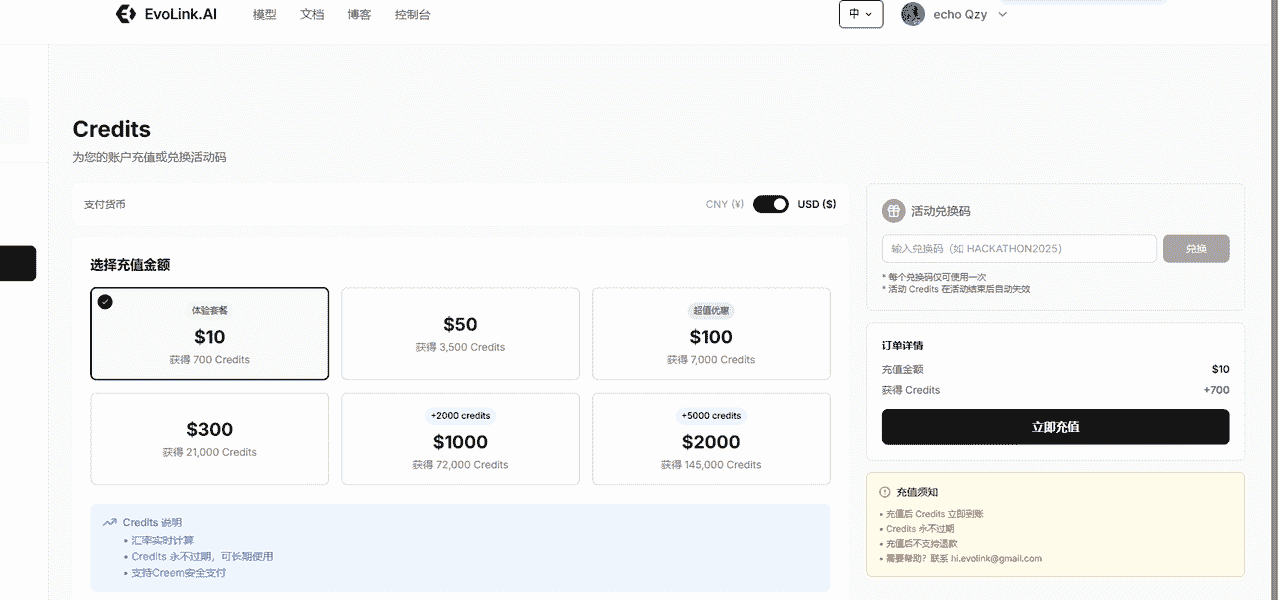 EvoLink.AI 模型 文档 博客 控制台 中 echo Qzy
Credits
为您的账户充值或兑换活动码
支付货币 CNY (¥) USD ($)
选择充值金额
体验套餐
$10
获得 700 Credits
$50
获得 3,500 Credits
超值优惠
$100
获得 7,000 Credits
$300
获得 21,000 Credits
+2000 credits
$1000
获得 72,000 Credits
+5000 credits
$2000
获得 145,000 Credits
Credits 说明
• 汇率实时计算
• Credits 永不过期，可长期使用
• 支持Creem安全支付
活动兑换码
输入兑换码（如 HACKATHON2025） 兑换
* 每个兑换码仅可使用一次
* 活动 Credits 在活动结束后自动失效
订单详情
充值金额 $10
获得 Credits +700
立即充值
充值须知
• 充值后 Credits 立即到账
• Credits 永不过期
• 充值后不支持退款
• 需要帮助？联系 hi.evolink@gmail.com